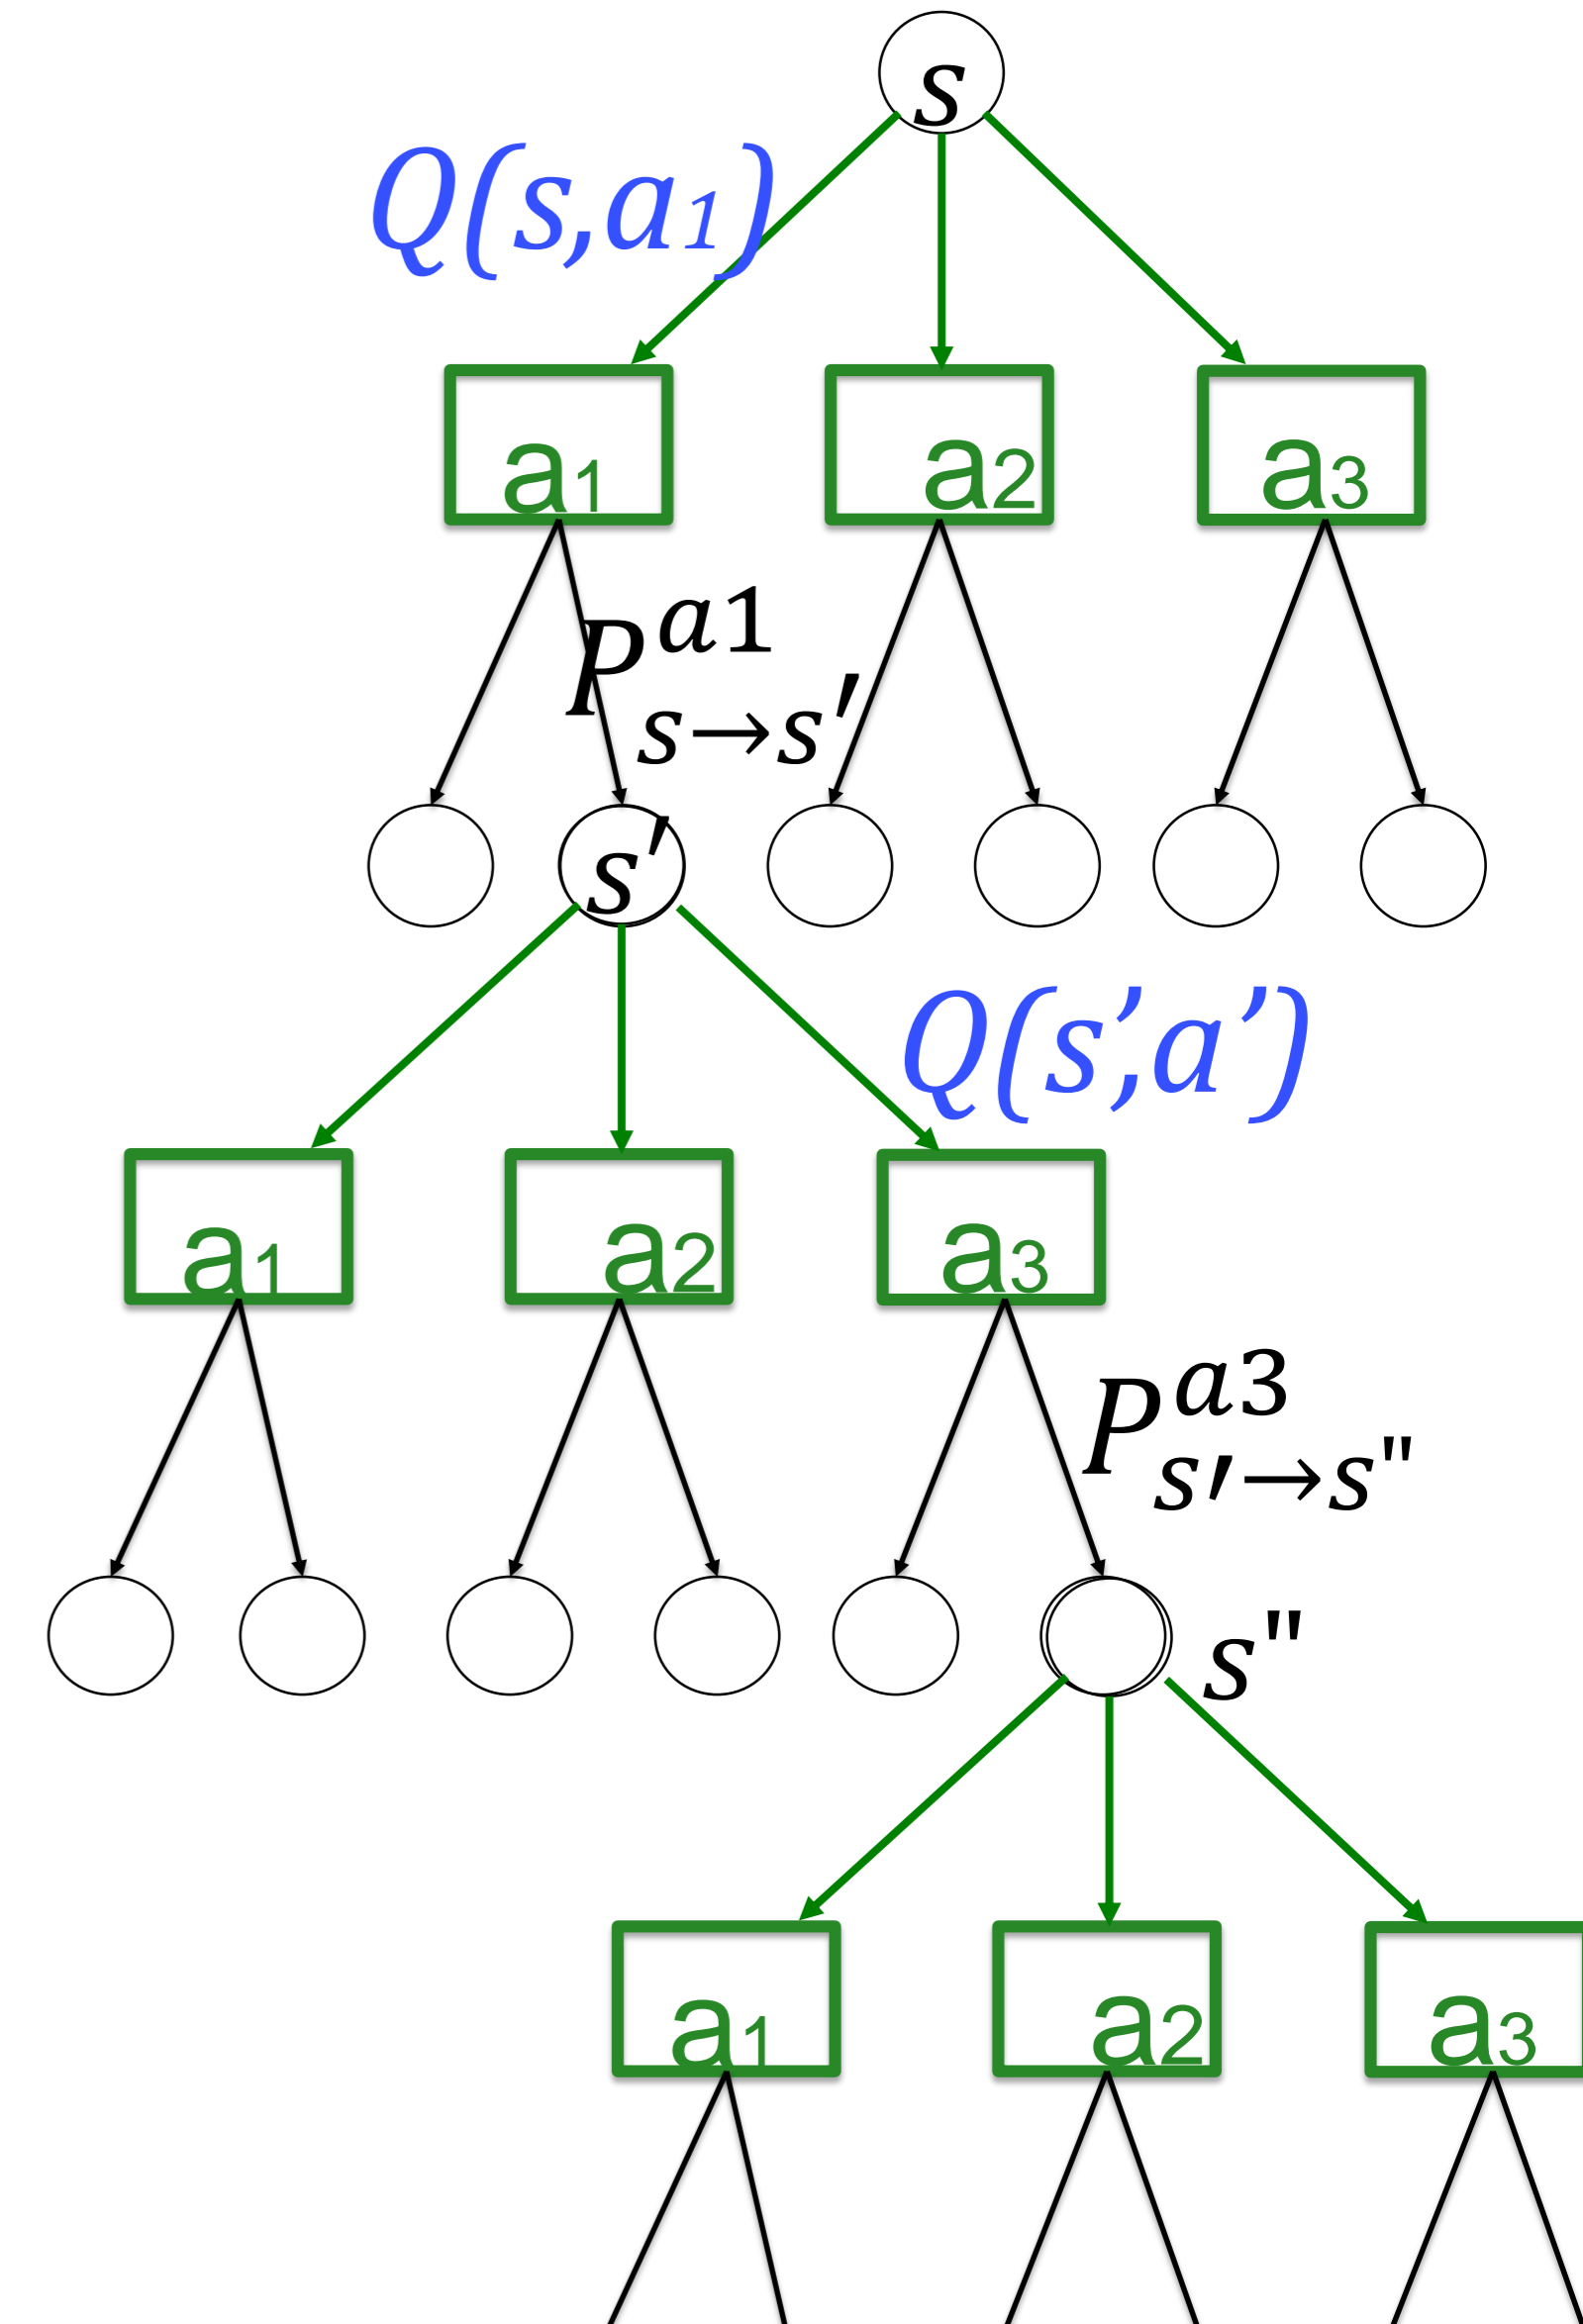 s
Q(s,a1)
a1
a2
a3
P^{a1}_{s→s′}
s′
Q(s’,a’)
a1
a2
a3
P^{a3}_{s′→s"}
s"
a1
a2
a3